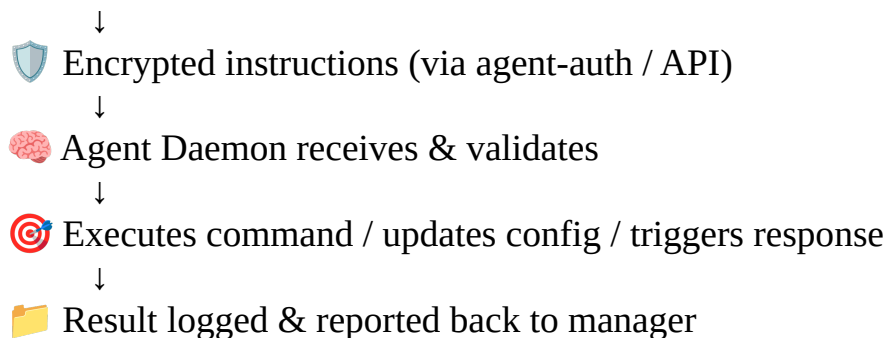 ↓
🛡️ Encrypted instructions (via agent-auth / API)
↓
🧠 Agent Daemon receives & validates
↓
🎯 Executes command / updates config / triggers response
↓
📁 Result logged & reported back to manager